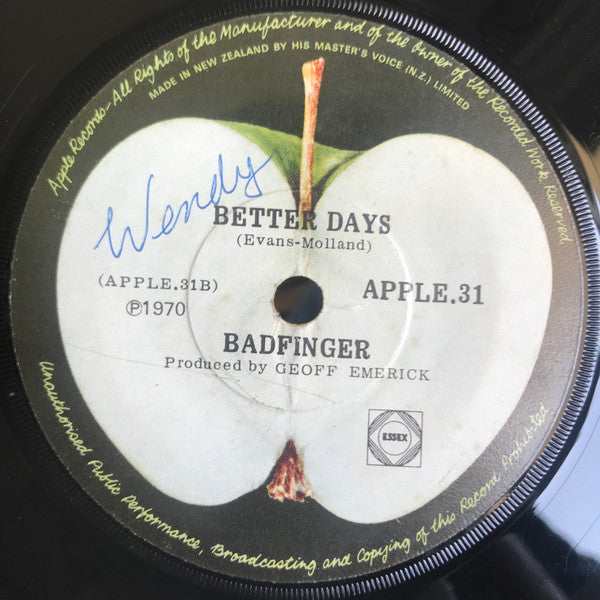 Apple Records-All Rights of the Manufacturer and of the Owner of the Recorded Work Reserved.
MADE IN NEW ZEALAND BY HIS MASTER'S VOICE (N.Z.) LIMITED
Wendy
BETTER DAYS
(Evans-Molland)
(APPLE.31B)
APPLE.31
℗1970
BADFINGER
Produced by GEOFF EMERICK
ESSEX
Unauthorised Public Performance, Broadcasting and Copying of this Record Prohibited